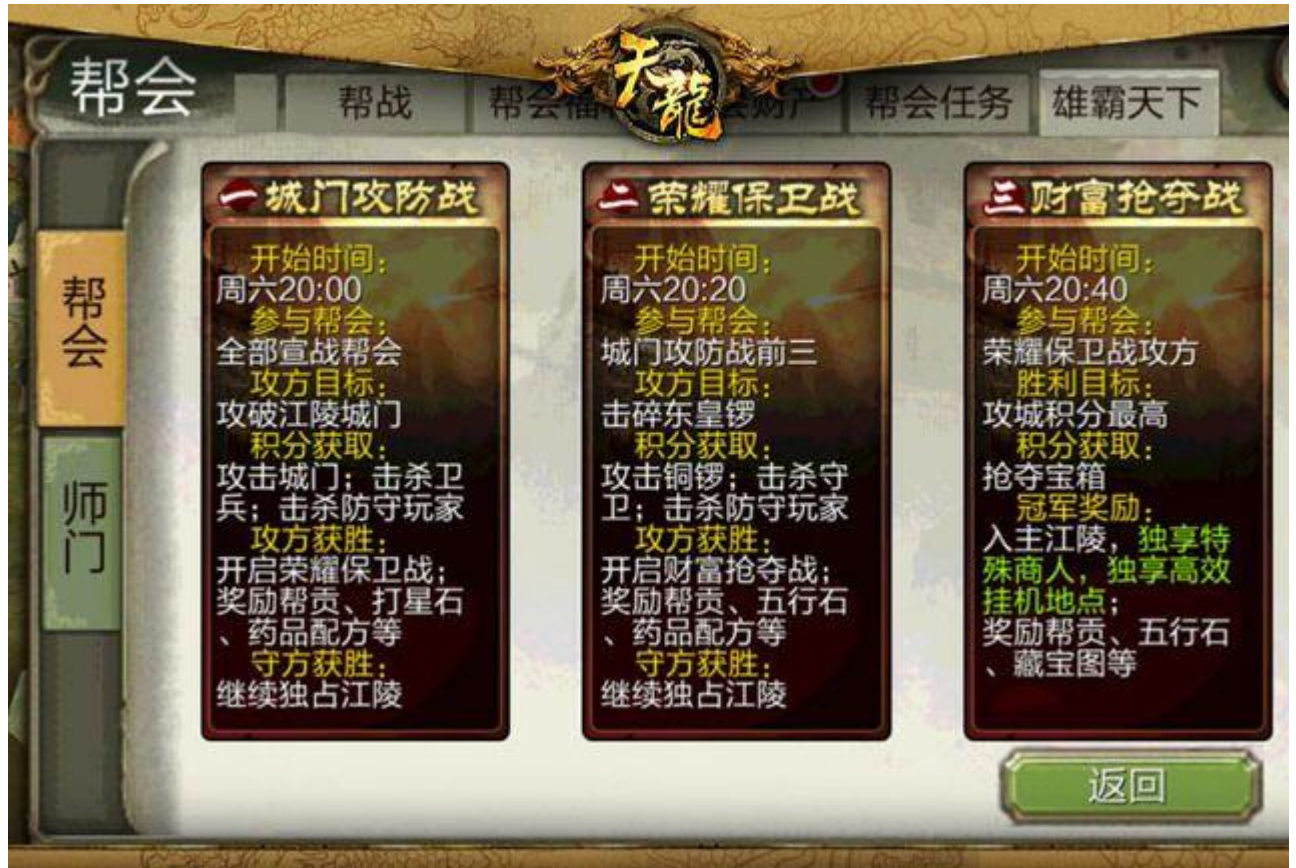 帮会
帮战
帮会福
财产
帮会任务
雄霸天下
天龍
帮会
师门
一 城门攻防战
开始时间：
周六20:00
参与帮会：
全部宣战帮会
攻方目标：
攻破江陵城门
积分获取：
攻击城门；击杀卫
兵；击杀防守玩家
攻方获胜：
开启荣耀保卫战；
奖励帮贡、打星石
、药品配方等
守方获胜：
继续独占江陵
二 荣耀保卫战
开始时间：
周六20:20
参与帮会：
城门攻防战前三
攻方目标：
击碎东皇锣
积分获取：
攻击铜锣；击杀守
卫；击杀防守玩家
攻方获胜：
开启财富抢夺战；
奖励帮贡、五行石
、药品配方等
守方获胜：
继续独占江陵
三 财富抢夺战
开始时间：
周六20:40
参与帮会：
荣耀保卫战攻方
胜利目标：
攻城积分最高
积分获取：
抢夺宝箱
冠军奖励：
入主江陵，独享特
殊商人，独享高效
挂机地点；
奖励帮贡、五行石
、藏宝图等
返回